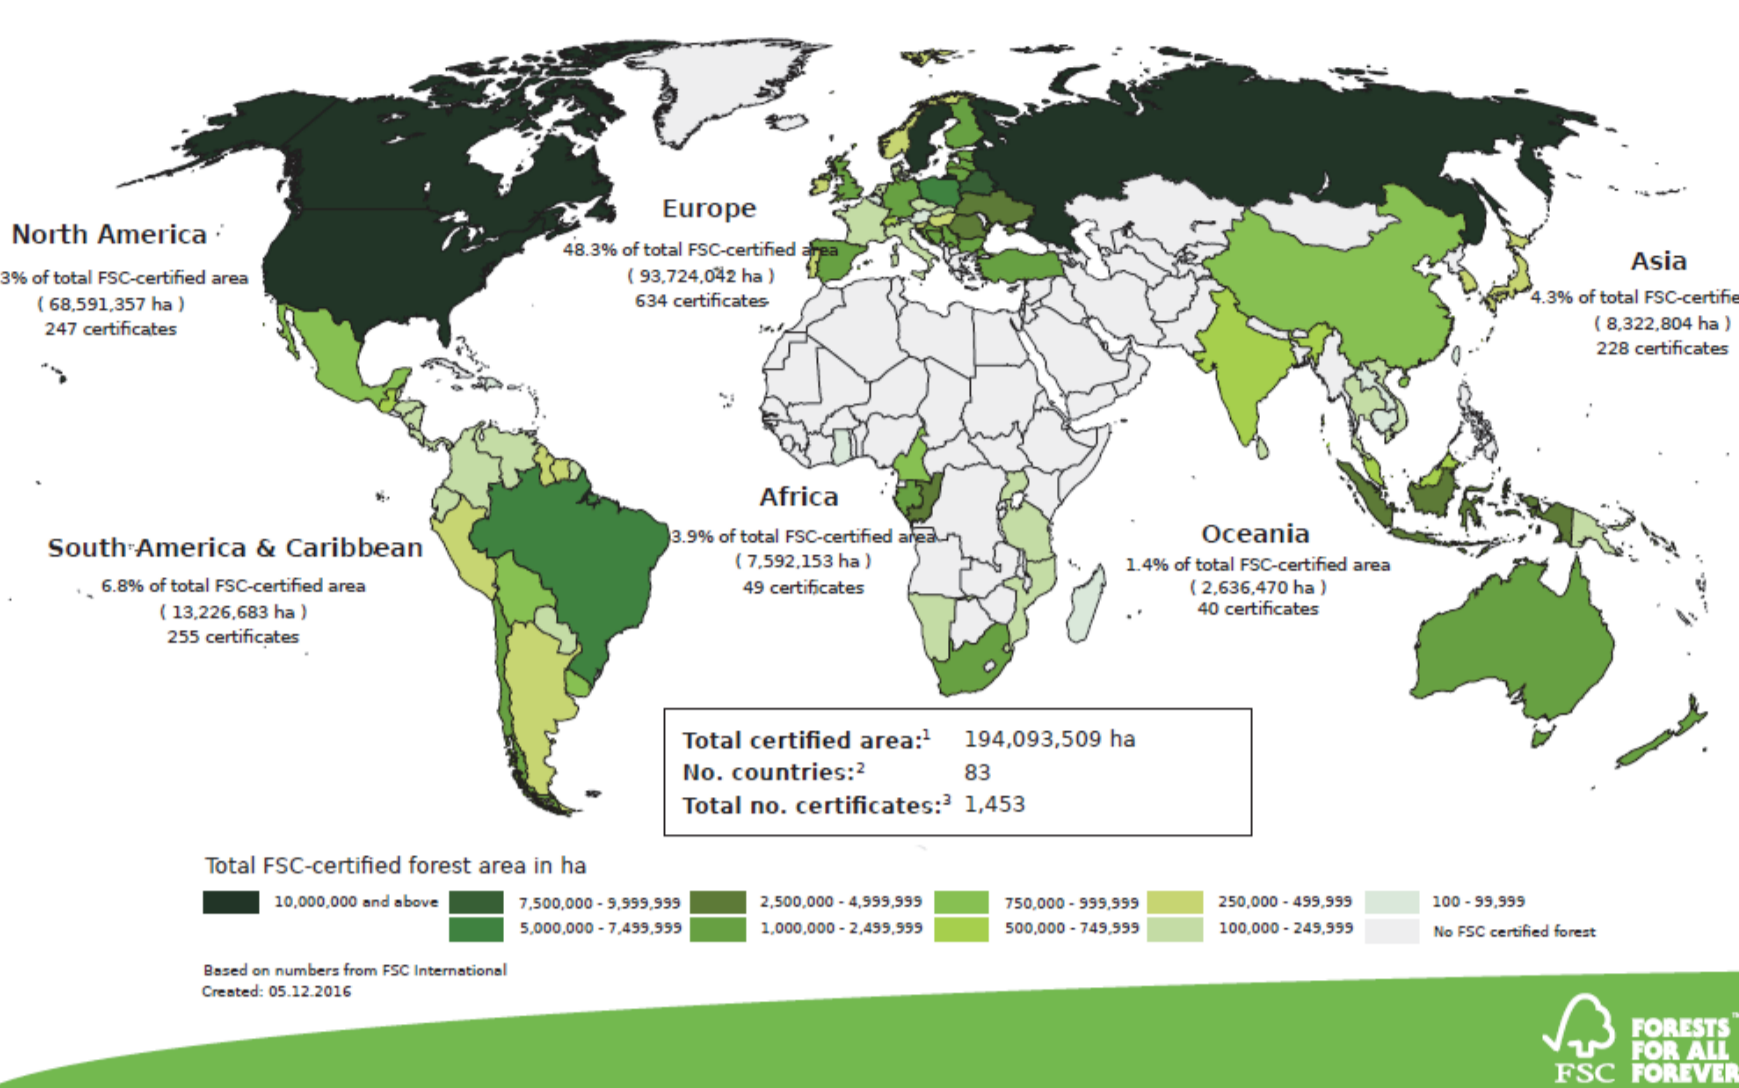 North America
3% of total FSC-certified area
( 68,591,357 ha )
247 certificates
Europe
48.3% of total FSC-certified area
( 93,724,042 ha )
634 certificates
Asia
4.3% of total FSC-certifie
( 8,322,804 ha )
228 certificates
South America & Caribbean
6.8% of total FSC-certified area
( 13,226,683 ha )
255 certificates
Africa
3.9% of total FSC-certified area
( 7,592,153 ha )
49 certificates
Oceania
1.4% of total FSC-certified area
( 2,636,470 ha )
40 certificates
Total certified area:¹ 194,093,509 ha
No. countries:² 83
Total no. certificates:³ 1,453
Total FSC-certified forest area in ha
10,000,000 and above 7,500,000 - 9,999,999 2,500,000 - 4,999,999 750,000 - 999,999 250,000 - 499,999 100 - 99,999
5,000,000 - 7,499,999 1,000,000 - 2,499,999 500,000 - 749,999 100,000 - 249,999 No FSC certified forest
Based on numbers from FSC International
Created: 05.12.2016
FSC
FORESTS
FOR ALL
FOREVER